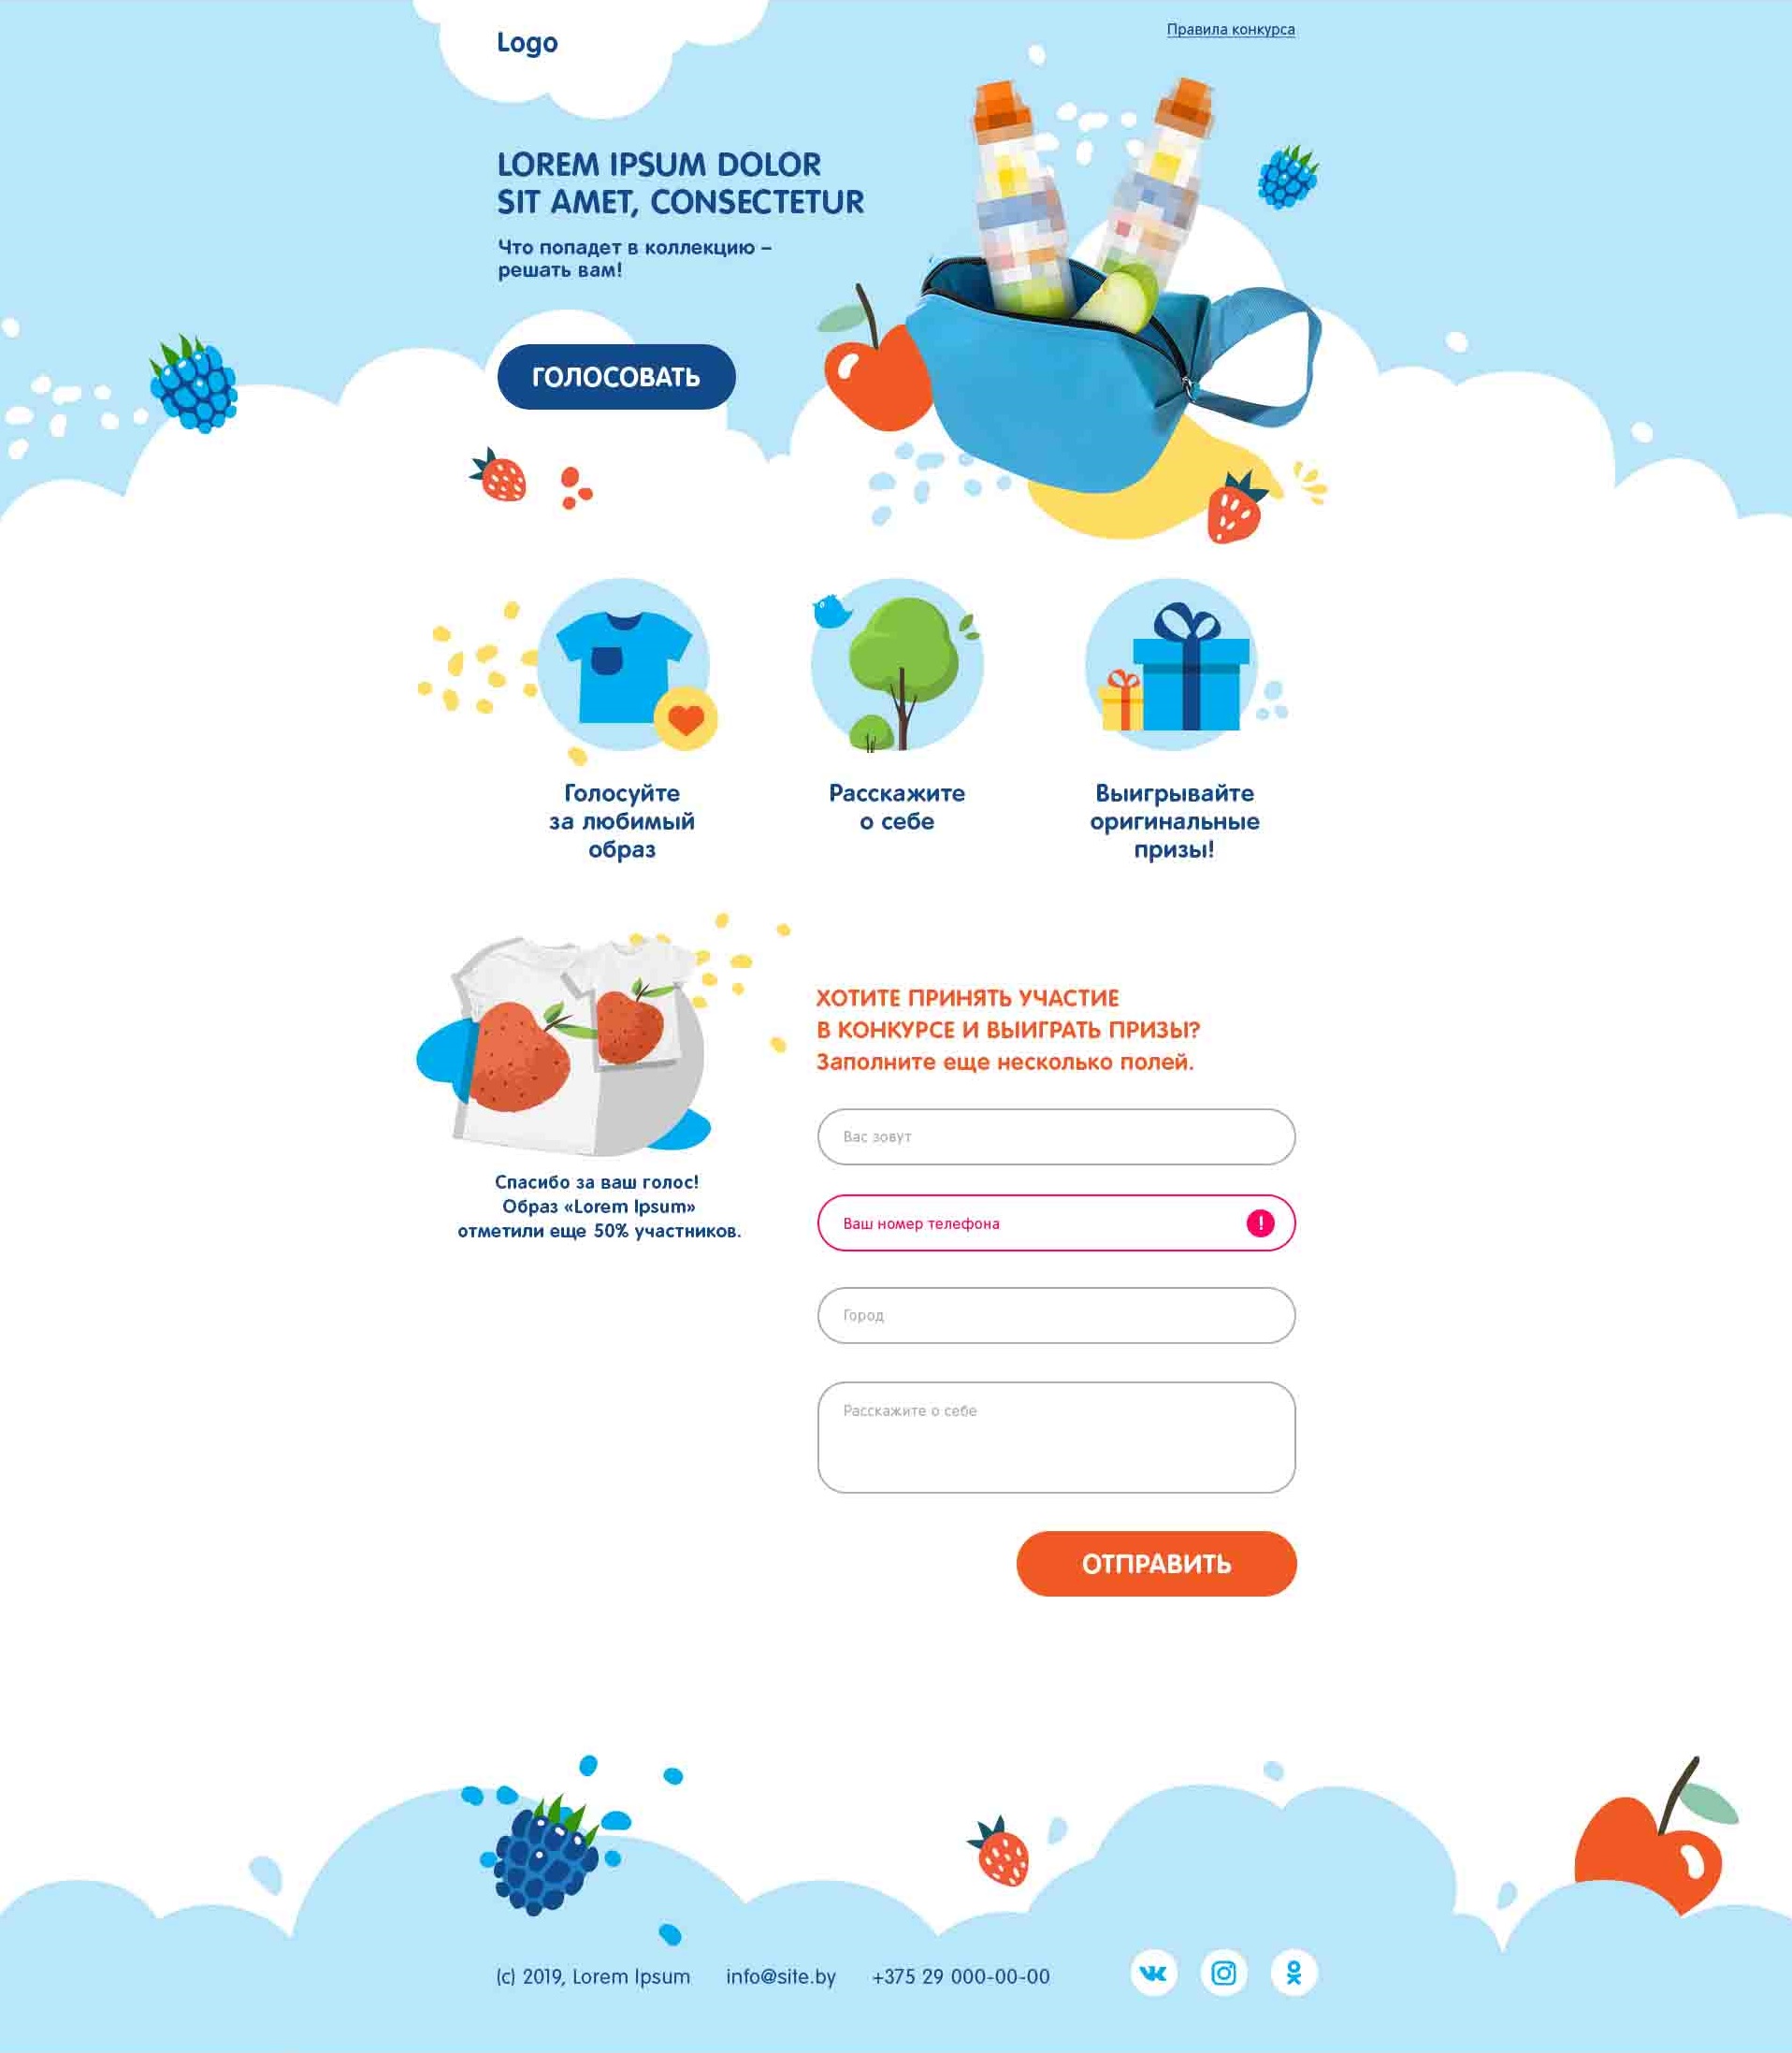 Logo
Правила конкурса
LOREM IPSUM DOLOR
SIT AMET, CONSECTETUR
Что попадет в коллекцию –
решать вам!
ГОЛОСОВАТЬ
Голосуйте
за любимый
образ
Расскажите
о себе
Выигрывайте
оригинальные
призы!
Спасибо за ваш голос!
Образ «Lorem Ipsum»
отметили еще 50% участников.
ХОТИТЕ ПРИНЯТЬ УЧАСТИЕ
В КОНКУРСЕ И ВЫИГРАТЬ ПРИЗЫ?
Заполните еще несколько полей.
Вас зовут
Ваш номер телефона
!
Город
Расскажите о себе
ОТПРАВИТЬ
(c) 2019, Lorem Ipsum info@site.by +375 29 000-00-00